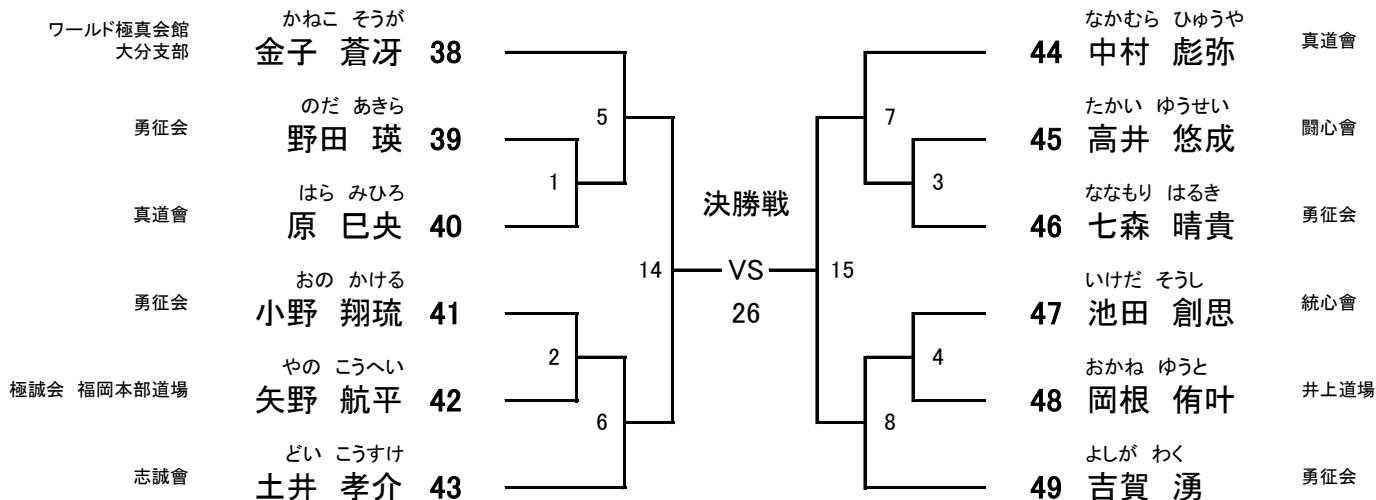 ワールド極真会館
大分支部
かねこ そうが
金子 蒼冴 38
のだ あきら
勇征会 野田 瑛 39
はら みひろ
真道會 原 巳央 40
おの かける
勇征会 小野 翔琉 41
やの こうへい
極誠会 福岡本部道場 矢野 航平 42
どい こうすけ
志誠會 土井 孝介 43
5
1
14
2
6
決勝戦
VS
26
7
3
15
4
8
なかむら ひゅうや
44 中村 彪弥 真道會
たかい ゆうせい
45 高井 悠成 闘心會
ななもり はるき
46 七森 晴貴 勇征会
いけだ そうし
47 池田 創思 統心會
おかね ゆうと
48 岡根 侑叶 井上道場
よしが わく
49 吉賀 湧 勇征会